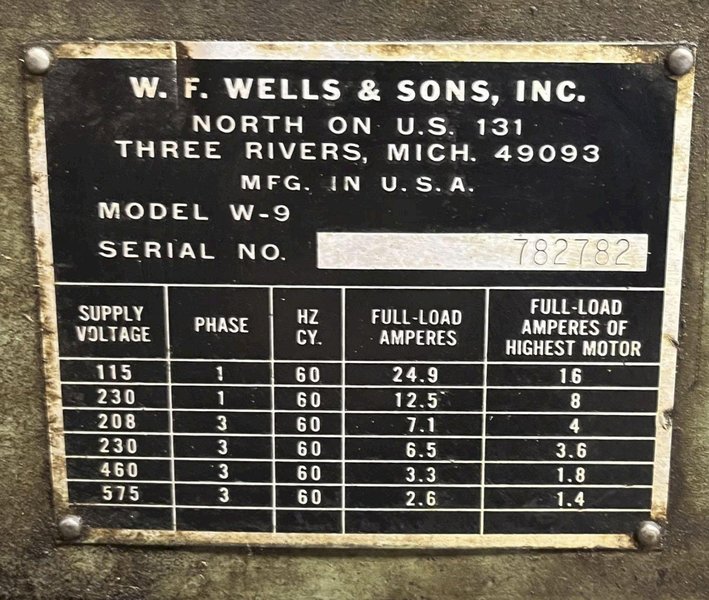 W. F. WELLS & SONS, INC.
NORTH ON U.S. 131
THREE RIVERS, MICH. 49093
MFG. IN U.S.A.
MODEL W-9
SERIAL NO. 782782
SUPPLY VOLTAGE PHASE HZ CY. FULL-LOAD AMPERES FULL-LOAD AMPERES OF HIGHEST MOTOR
115 1 60 24.9 16
230 1 60 12.5 8
208 3 60 7.1 4
230 3 60 6.5 3.6
460 3 60 3.3 1.8
575 3 60 2.6 1.4